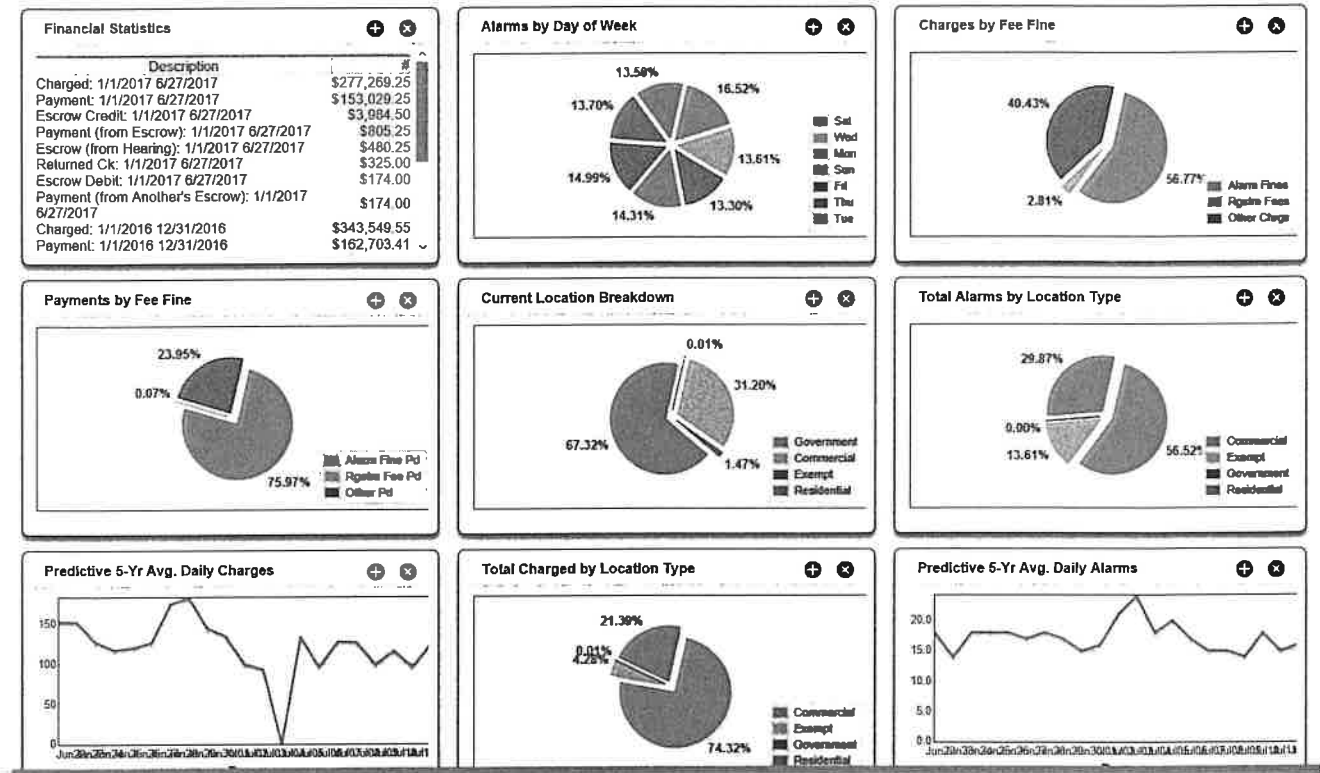 Financial Statistics
Description #
Charged: 1/1/2017 6/27/2017 $277,269.25
Payment: 1/1/2017 6/27/2017 $153,029.25
Escrow Credit: 1/1/2017 6/27/2017 $3,984.50
Payment (from Escrow): 1/1/2017 6/27/2017 $805.25
Escrow (from Hearing): 1/1/2017 6/27/2017 $480.25
Returned Ck: 1/1/2017 6/27/2017 $325.00
Escrow Debit: 1/1/2017 6/27/2017 $174.00
Payment (from Another's Escrow): 1/1/2017
6/27/2017 $174.00
Charged: 1/1/2016 12/31/2016 $343,549.55
Payment: 1/1/2016 12/31/2016 $162,703.41
Alarms by Day of Week
13.58%
16.52%
13.70%
13.61%
14.99%
13.30%
14.31%
Sat
Wed
Mon
Sun
Fri
Thu
Tue
Charges by Fee Fine
40.43%
56.77%
2.81%
Alarm Fines
Rgstrn Fees
Other Chrgs
Payments by Fee Fine
23.95%
0.07%
75.97%
Alarm Fine Pd
Rgstrn Fee Pd
Other Pd
Current Location Breakdown
0.01%
31.20%
67.32%
1.47%
Government
Commercial
Exempt
Residential
Total Alarms by Location Type
29.87%
0.00%
13.61%
56.52%
Commercial
Exempt
Government
Residential
Predictive 5-Yr Avg. Daily Charges
150
100
50
0
Total Charged by Location Type
21.39%
0.01%
4.28%
74.32%
Commercial
Exempt
Government
Residential
Predictive 5-Yr Avg. Daily Alarms
20.0
15.0
10.0
5.0
0.0